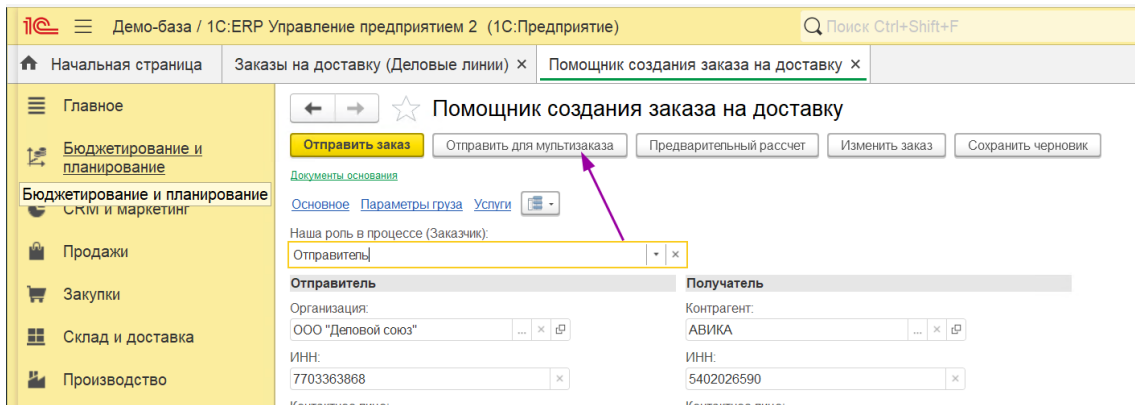 1С Демо-база / 1С:ERP Управление предприятием 2 (1С:Предприятие) Поиск Ctrl+Shift+F
Начальная страница Заказы на доставку (Деловые линии) × Помощник создания заказа на доставку ×
Главное
Бюджетирование и
планирование
Бюджетирование и планирование
CRM и маркетинг
Продажи
Закупки
Склад и доставка
Производство
Помощник создания заказа на доставку
Отправить заказ Отправить для мультизаказа Предварительный рассчет Изменить заказ Сохранить черновик
Документы основания
Основное Параметры груза Услуги
Наша роль в процессе (Заказчик):
Отправитель
Отправитель Получатель
Организация: Контрагент:
ООО "Деловой союз" ... × АВИКА ... ×
ИНН: ИНН:
7703363868 × 5402026590 ×
Контактное лицо: Контактное лицо: